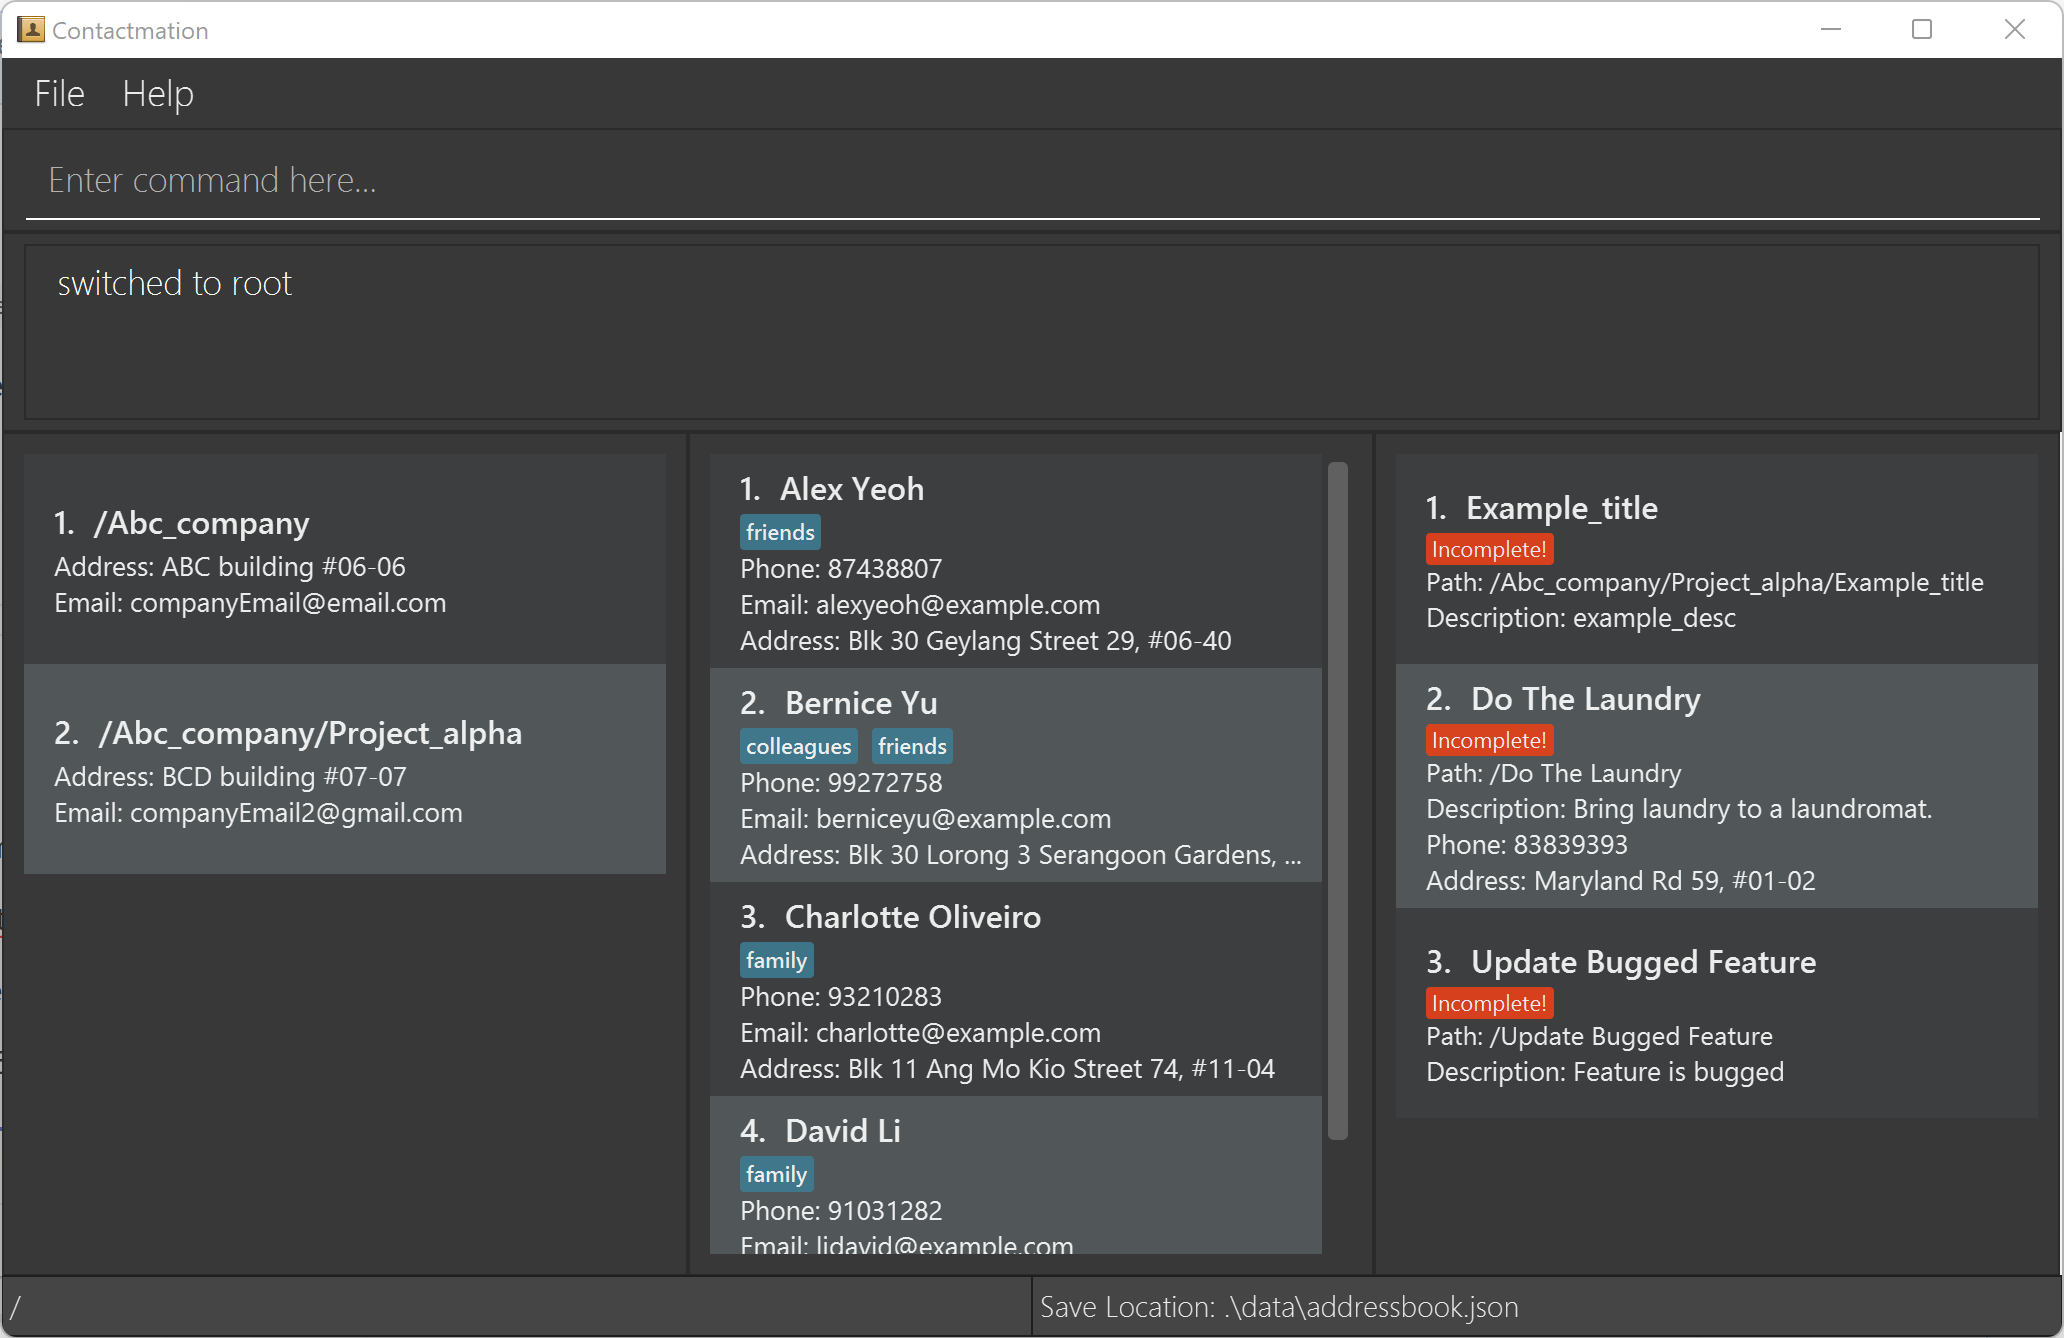 Contactmation
File Help
Enter command here...
switched to root
1. /Abc_company
Address: ABC building #06-06
Email: companyEmail@email.com
2. /Abc_company/Project_alpha
Address: BCD building #07-07
Email: companyEmail2@gmail.com
1. Alex Yeoh
friends
Phone: 87438807
Email: alexyeoh@example.com
Address: Blk 30 Geylang Street 29, #06-40
2. Bernice Yu
colleagues friends
Phone: 99272758
Email: berniceyu@example.com
Address: Blk 30 Lorong 3 Serangoon Gardens, ...
3. Charlotte Oliveiro
family
Phone: 93210283
Email: charlotte@example.com
Address: Blk 11 Ang Mo Kio Street 74, #11-04
4. David Li
family
Phone: 91031282
Email: lidavid@example.com
1. Example_title
Incomplete!
Path: /Abc_company/Project_alpha/Example_title
Description: example_desc
2. Do The Laundry
Incomplete!
Path: /Do The Laundry
Description: Bring laundry to a laundromat.
Phone: 83839393
Address: Maryland Rd 59, #01-02
3. Update Bugged Feature
Incomplete!
Path: /Update Bugged Feature
Description: Feature is bugged
/
Save Location: .\data\addressbook.json